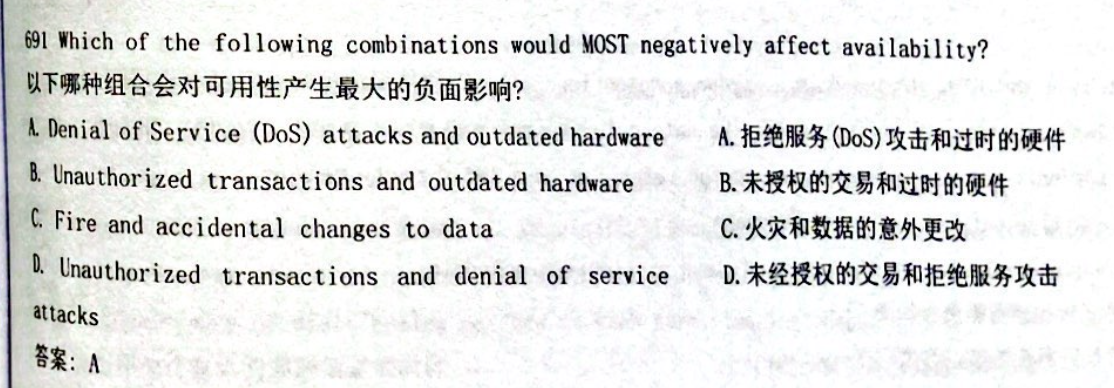 691 Which of the following combinations would MOST negatively affect availability?
以下哪种组合会对可用性产生最大的负面影响?
A. Denial of Service (DoS) attacks and outdated hardware A. 拒绝服务(DoS)攻击和过时的硬件
B. Unauthorized transactions and outdated hardware B. 未授权的交易和过时的硬件
C. Fire and accidental changes to data C. 火灾和数据的意外更改
D. Unauthorized transactions and denial of service D. 未经授权的交易和拒绝服务攻击
attacks
答案: A